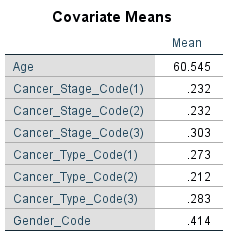 Covariate Means
Mean
Age 60.545
Cancer_Stage_Code(1) .232
Cancer_Stage_Code(2) .232
Cancer_Stage_Code(3) .303
Cancer_Type_Code(1) .273
Cancer_Type_Code(2) .212
Cancer_Type_Code(3) .283
Gender_Code .414